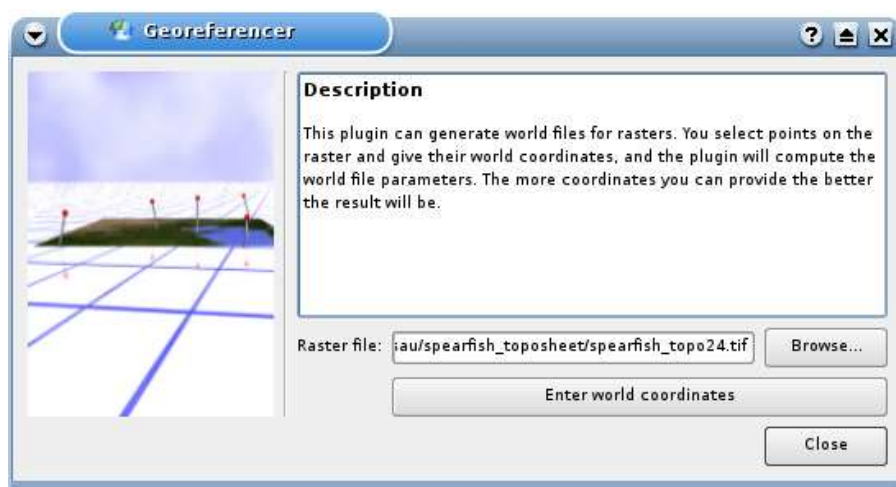 Georeferencer
Description
This plugin can generate world files for rasters. You select points on the
raster and give their world coordinates, and the plugin will compute the
world file parameters. The more coordinates you can provide the better
the result will be.
Raster file:
au/spearfish_toposheet/spearfish_topo24.tif
Browse...
Enter world coordinates
Close